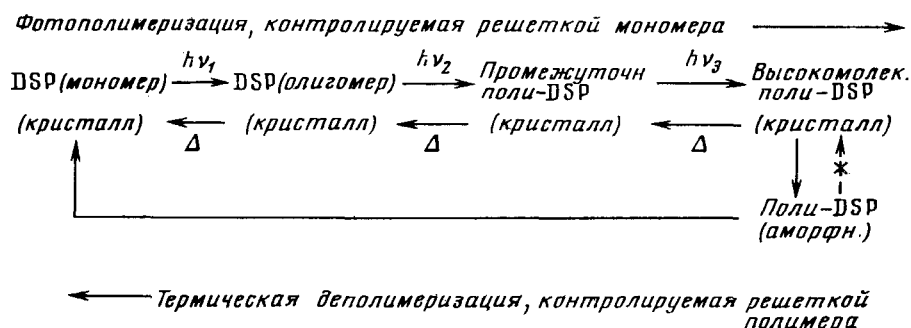 Фотополимеризация, контролируемая решеткой мономера
hν₁ hν₂ hν₃
DSP (мономер) DSP (олигомер) Промежуточн Высокомолек.
поли-DSP поли-DSP
(кристалл) (кристалл) (кристалл) (кристалл)
Δ Δ Δ
Поли-DSP
(аморфн.)
Термическая деполимеризация, контролируемая решеткой
полимера